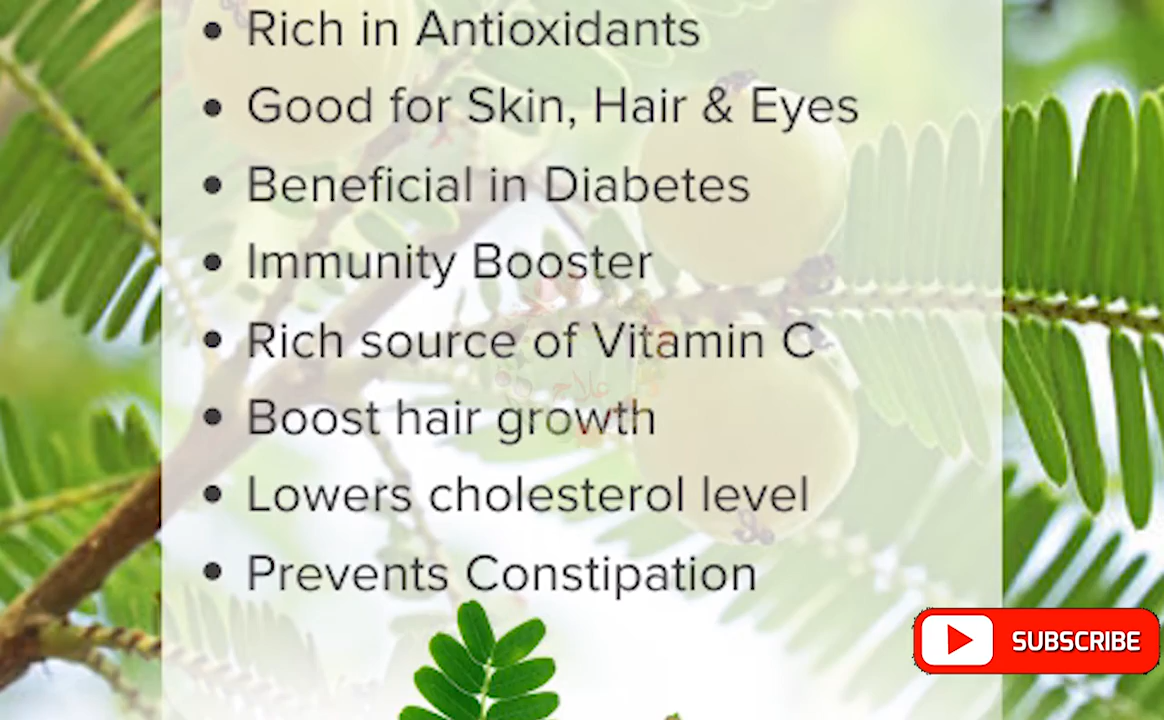 • Rich in Antioxidants
• Good for Skin, Hair & Eyes
• Beneficial in Diabetes
• Immunity Booster
• Rich source of Vitamin C
علاج
• Boost hair growth
• Lowers cholesterol level
• Prevents Constipation
SUBSCRIBE